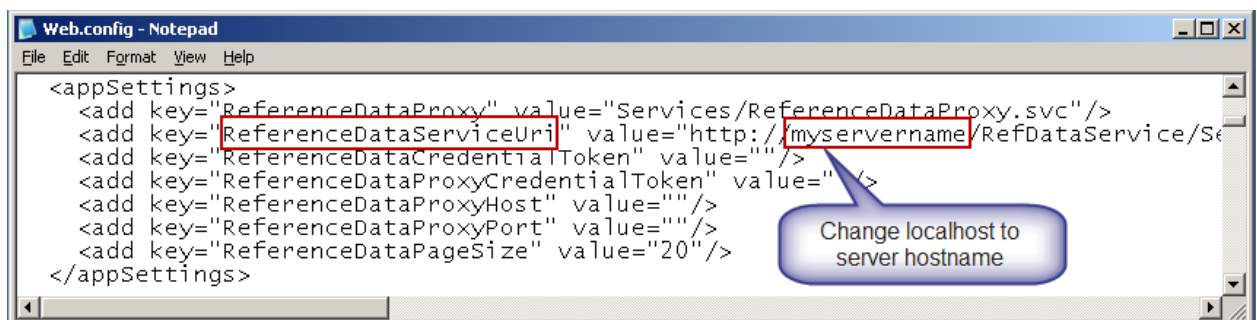 Web.config - Notepad
File Edit Format View Help
<appSettings>
<add key="ReferenceDataProxy" value="Services/ReferenceDataProxy.svc"/>
<add key="ReferenceDataServiceUri" value="http://myservername/RefDataService/Se
<add key="ReferenceDataCredentialToken" value=""/>
<add key="ReferenceDataProxyCredentialToken" value=" />
<add key="ReferenceDataProxyHost" value=""/>
<add key="ReferenceDataProxyPort" value=""/>
<add key="ReferenceDataPageSize" value="20"/>
</appSettings>
Change localhost to
server hostname